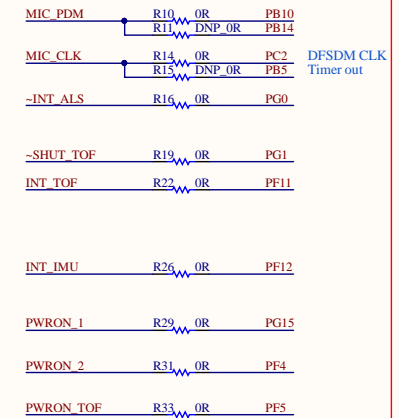 MIC_PDM R10 0R PB10
R11 DNP_0R PB14
MIC_CLK R14 0R PC2 DFSDM CLK
R15 DNP_0R PB5 Timer out
~INT_ALS R16 0R PG0
~SHUT_TOF R19 0R PG1
INT_TOF R22 0R PF11
INT_IMU R26 0R PF12
PWRON_1 R29 0R PG15
PWRON_2 R31 0R PF4
PWRON_TOF R33 0R PF5